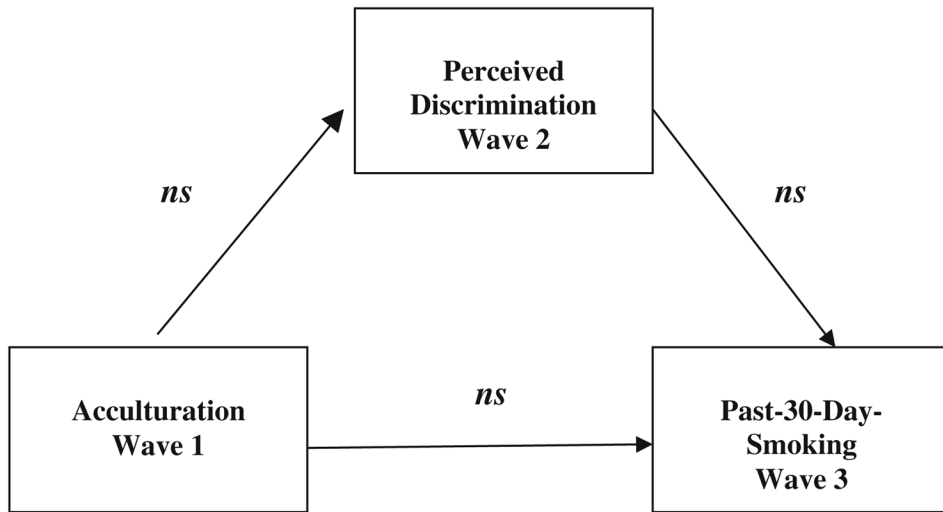 Perceived
Discrimination
Wave 2
ns
ns
Acculturation
Wave 1
ns
Past-30-Day-
Smoking
Wave 3